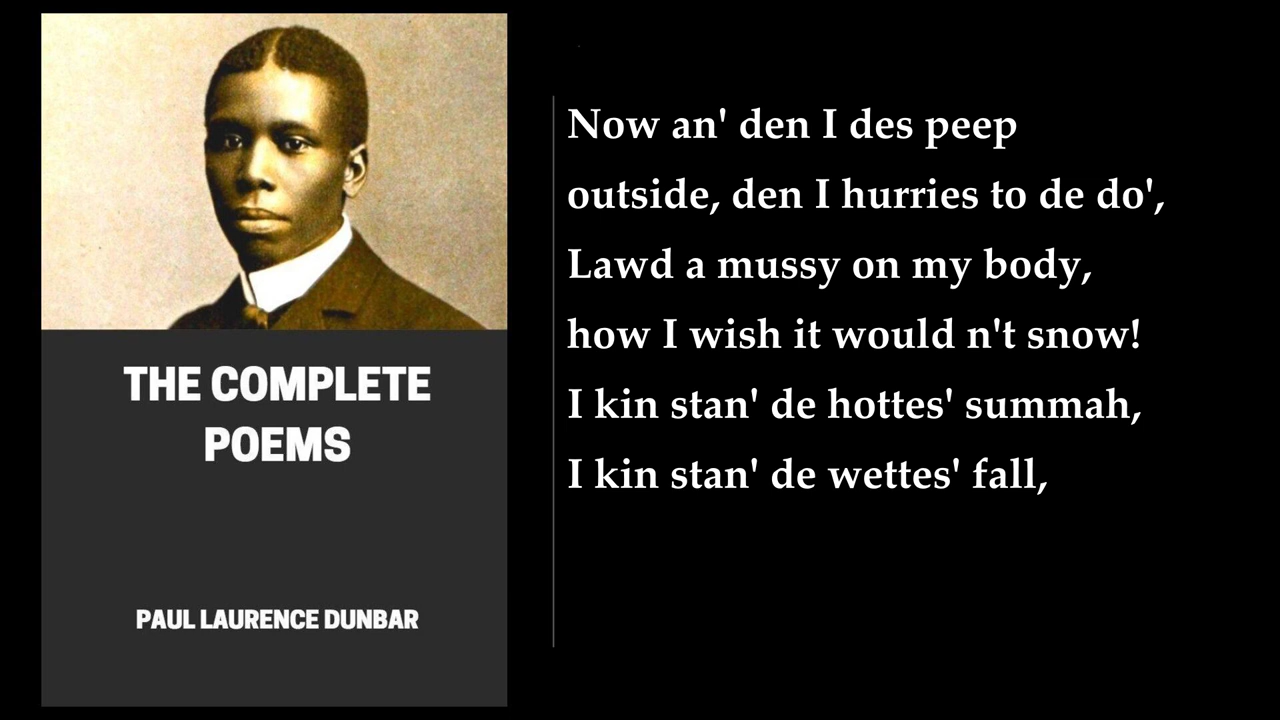 THE COMPLETE
POEMS
PAUL LAURENCE DUNBAR
Now an' den I des peep
outside, den I hurries to de do',
Lawd a mussy on my body,
how I wish it would n't snow!
I kin stan' de hottes' summah,
I kin stan' de wettes' fall,